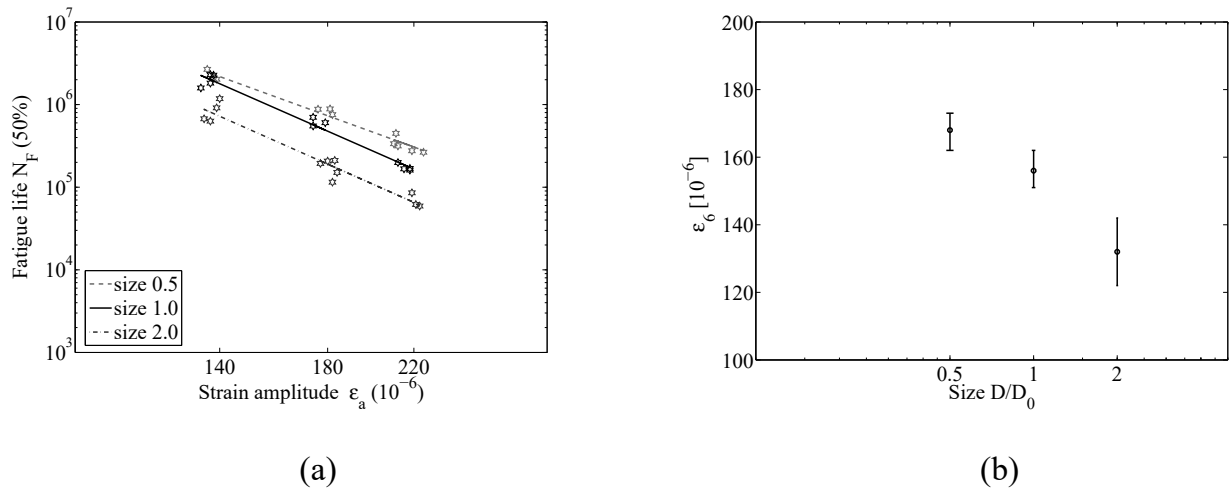 10^7
10^6
10^5
10^4
10^3
Fatigue life N_F (50%)
size 0.5
size 1.0
size 2.0
140 180 220
Strain amplitude ε_a (10^−6)
(a)
200
180
160
140
120
100
ε_6 [10^−6]
0.5 1 2
Size D/D_0
(b)